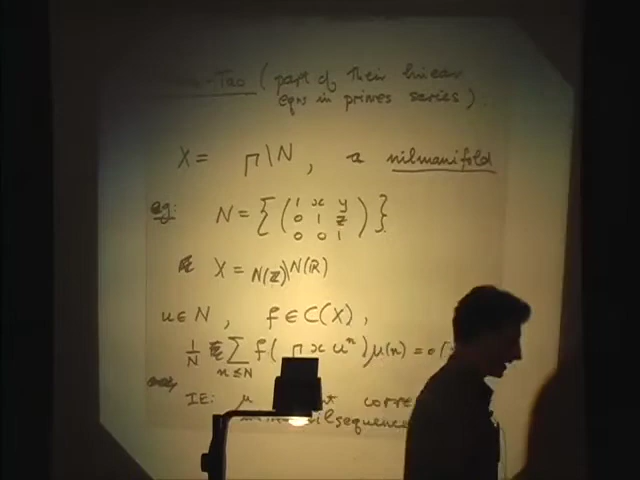 -Tao (part of their linear
eqns in primes series).
X = Γ\N, a nilmanifold
eg: N = {( 1 x y
0 1 z
0 0 1 )}
X = N(Z)\N(R)
u ∈ N, f ∈ C(X),
1/N ∑_{n≤N} f(Γ x u^n) μ(n) = o(
IE: μ